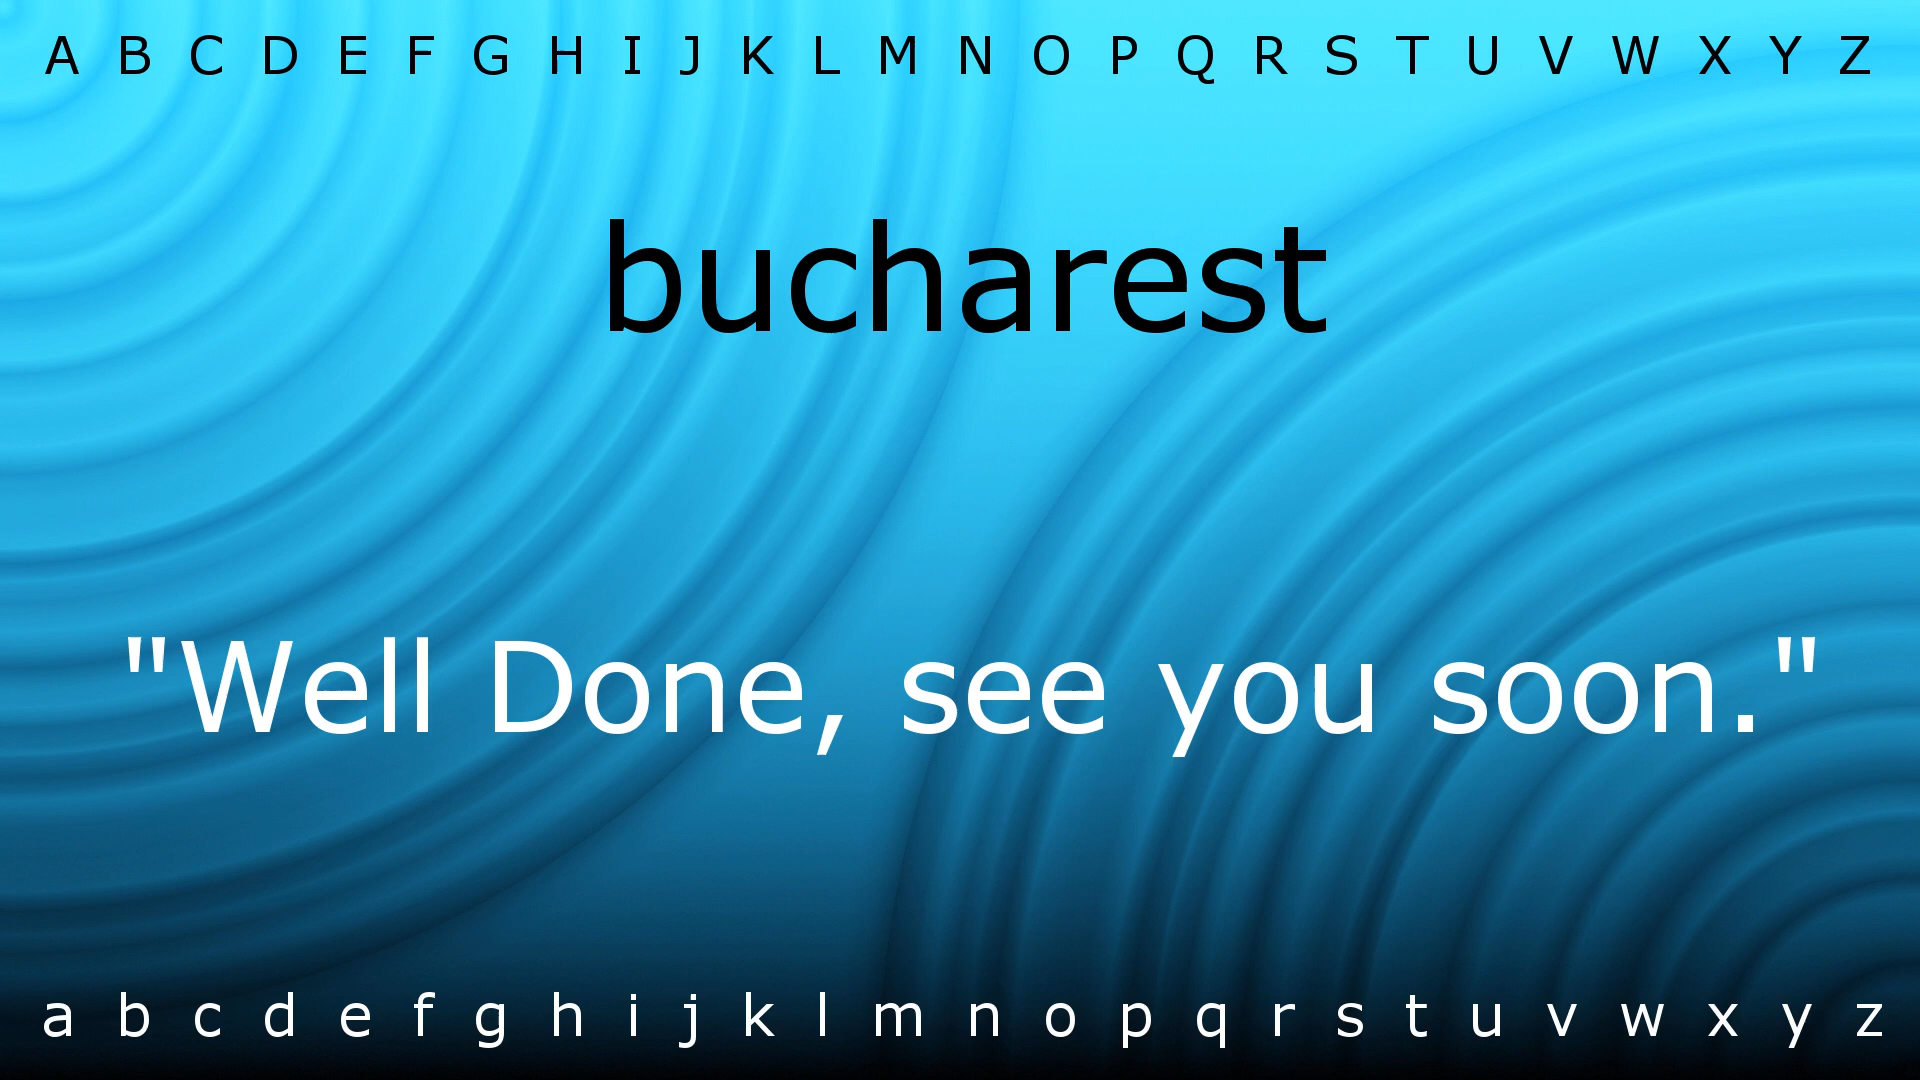 A B C D E F G H I J K L M N O P Q R S T U V W X Y Z
bucharest
"Well Done, see you soon."
a b c d e f g h i j k l m n o p q r s t u v w x y z